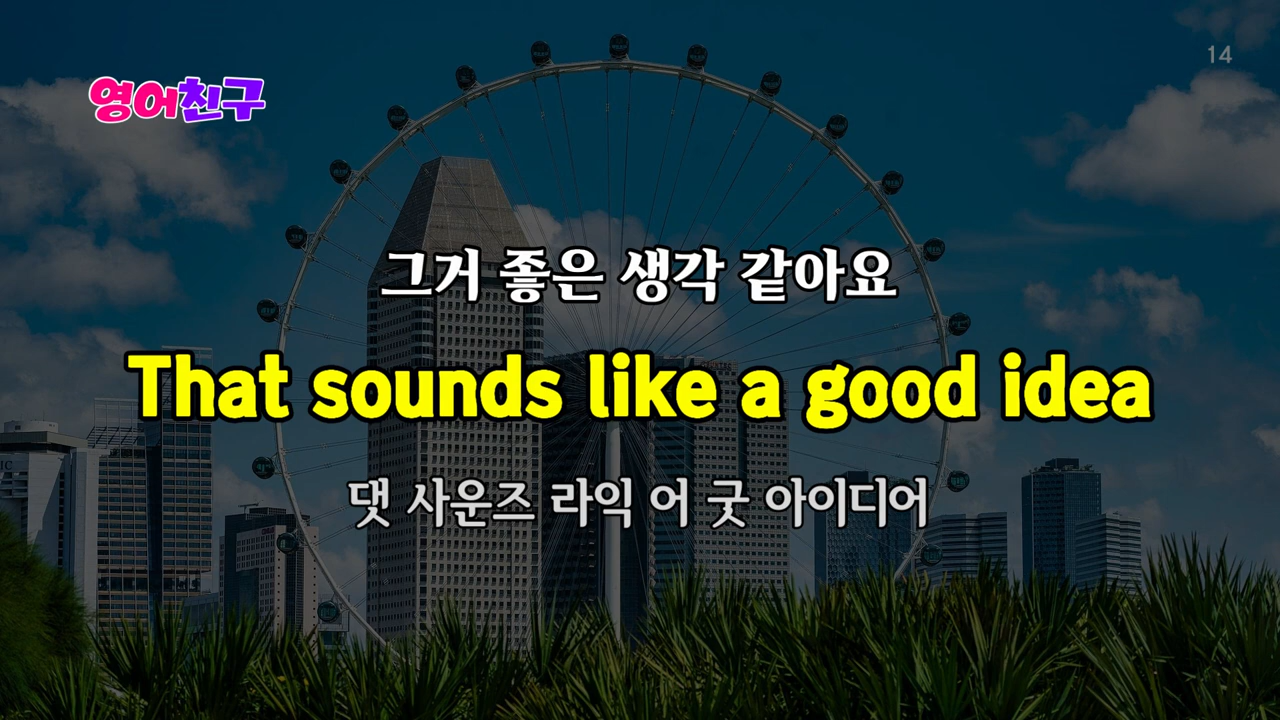 영어친구
14
그거 좋은 생각 같아요
That sounds like a good idea
댓 사운즈 라익 어 굿 아이디어